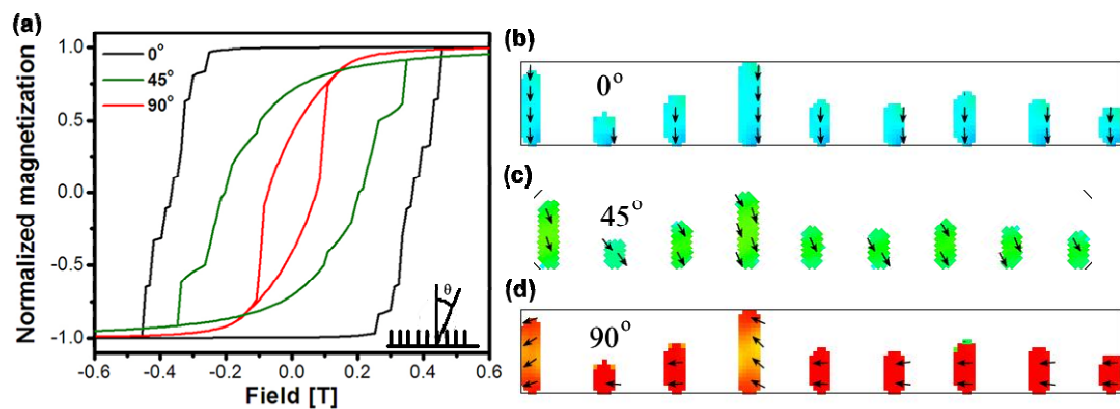 (a)
Normalized magnetization
1.0
0.5
0.0
-0.5
-1.0
0°
45°
90°
θ
-0.6 -0.4 -0.2 0.0 0.2 0.4 0.6
Field [T]
(b)
0°
(c)
45°
(d)
90°